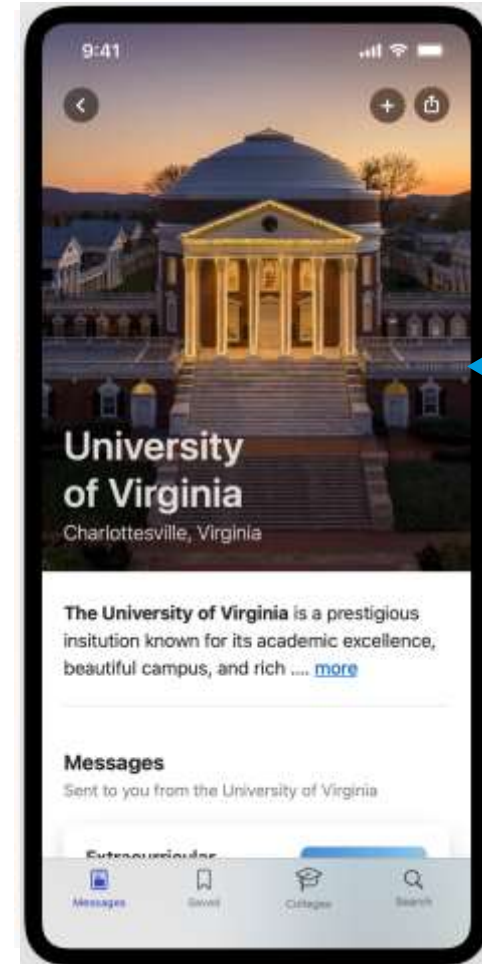 9:41
University
of Virginia
Charlottesville, Virginia
The University of Virginia is a prestigious
insitution known for its academic excellence,
beautiful campus, and rich .... more
Messages
Sent to you from the University of Virginia
Extracurricular
Messages
Saved
Colleges
Search